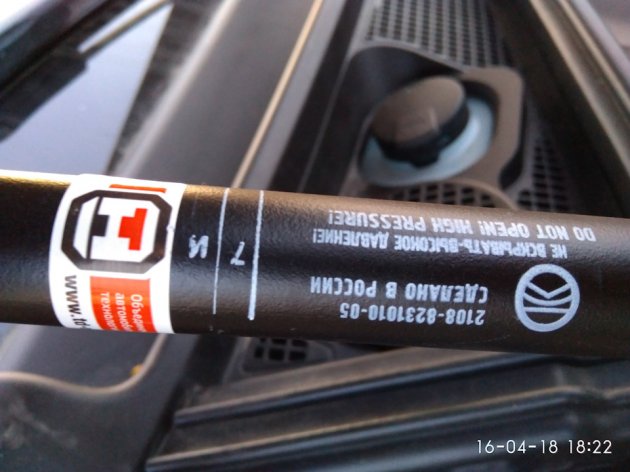 2108-8231010-05
СДЕЛАНО В РОССИИ
НЕ ВСКРЫВАТЬ-ВЫСОКОЕ ДАВЛЕНИЕ!
DO NOT OPEN! HIGH PRESSURE!
7 И
16-04-18 18:22